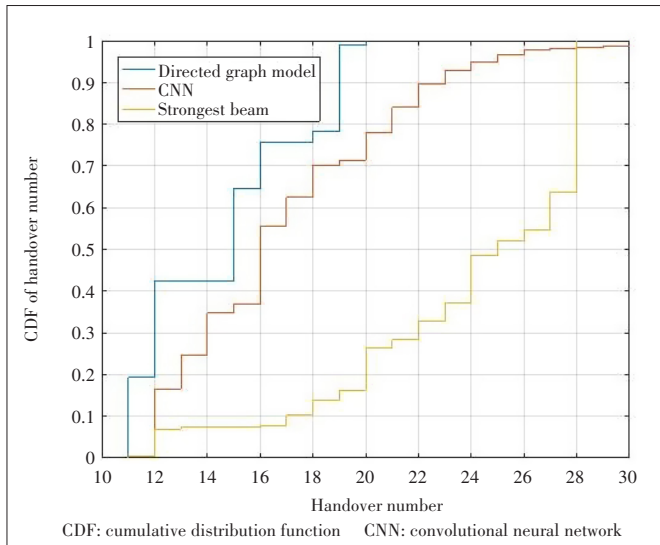 1
0.9
0.8
0.7
0.6
0.5
0.4
0.3
0.2
0.1
0
CDF of handover number
Directed graph model
CNN
Strongest beam
10 12 14 16 18 20 22 24 26 28 30
Handover number
CDF: cumulative distribution function CNN: convolutional neural network